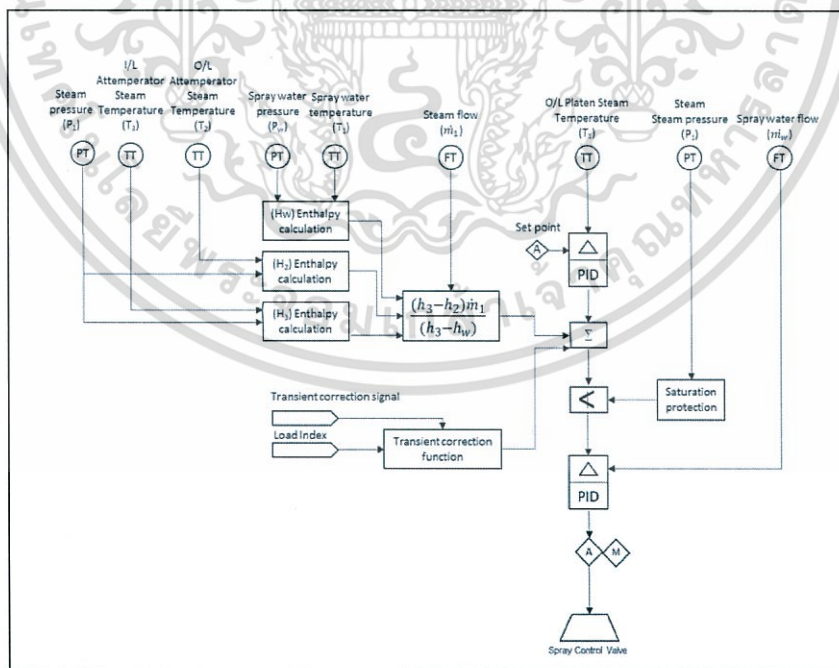 Steam
pressure
(P₁)
I/L
Attemperator
Steam
Temperature
(T₃)
O/L
Attemperator
Steam
Temperature
(T₂)
Spray water
pressure
Spray water
temperature
(T₁)
Steam flow
(ṁ₁)
O/L Platen Steam
Temperature
Steam
Steam pressure
(P₁)
Spray water flow
(ṁw)
PT
TT
TT
PT
TT
FT
TT
PT
FT
(Hw) Enthalpy
calculation
(H₂) Enthalpy
calculation
(H₃) Enthalpy
calculation
(h₃−h₂)ṁ₁
(h₃−hw)
Set point
A
△
PID
Σ
<
Saturation
protection
Transient correction signal
Load Index
Transient correction
function
△
PID
A
M
Spray Control Valve